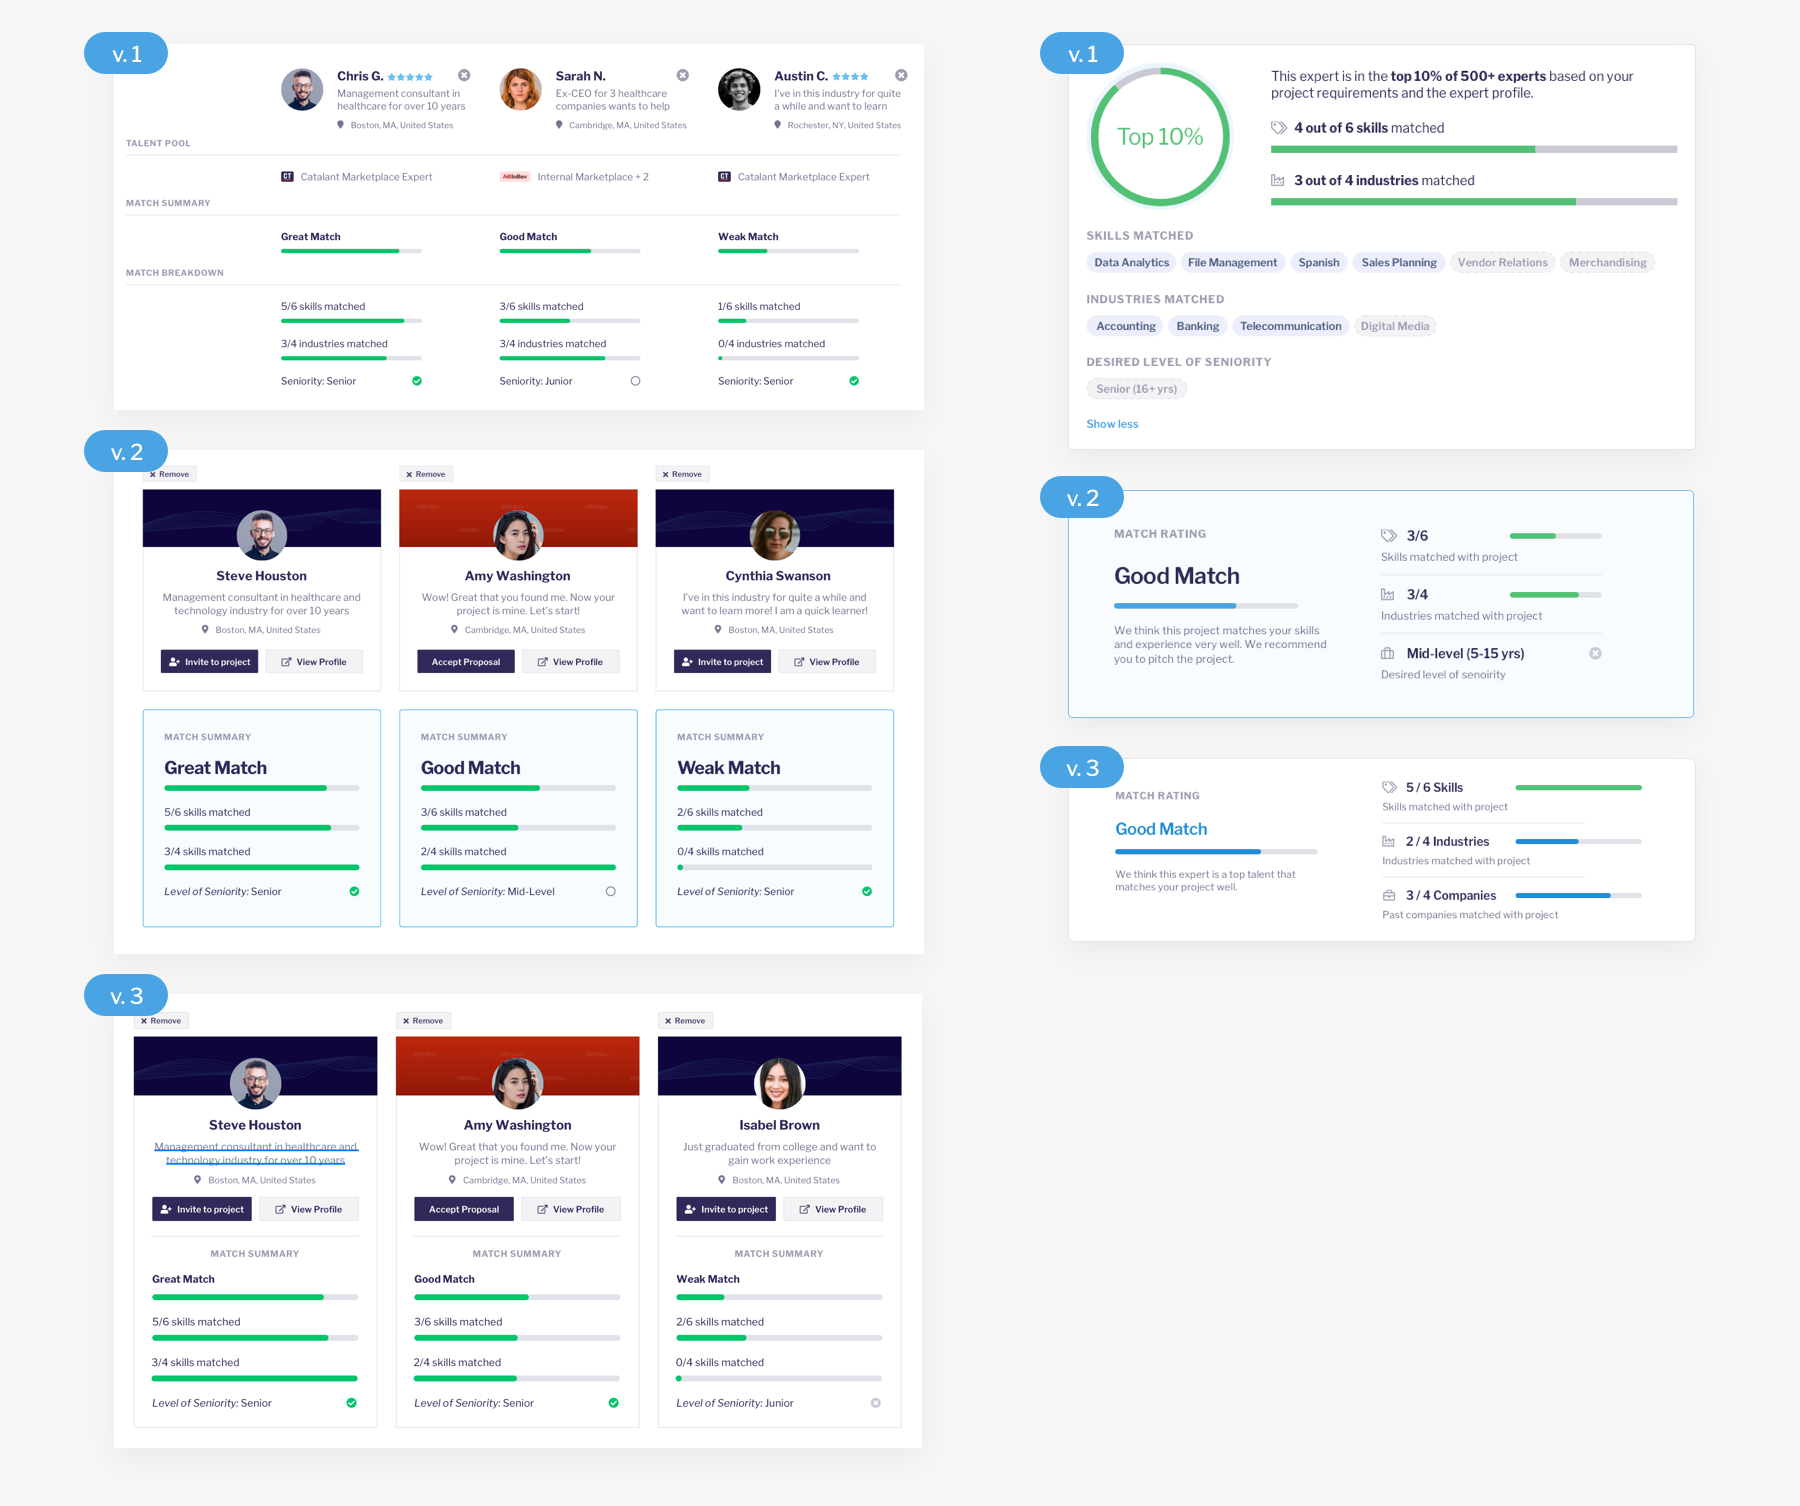 v. 1
Chris G.
Management consultant in
healthcare for over 10 years
Boston, MA, United States
Sarah N.
Ex-CEO for 3 healthcare
companies wants to help
Cambridge, MA, United States
Austin C.
I've in this industry for quite
a while and want to learn
Rochester, NY, United States
TALENT POOL
CT Catalant Marketplace Expert
ABInBev Internal Marketplace + 2
CT Catalant Marketplace Expert
MATCH SUMMARY
Great Match
Good Match
Weak Match
MATCH BREAKDOWN
5/6 skills matched
3/6 skills matched
1/6 skills matched
3/4 industries matched
3/4 industries matched
0/4 industries matched
Seniority: Senior
Seniority: Junior
Seniority: Senior
v. 2
Remove
Remove
Remove
Steve Houston
Management consultant in healthcare and
technology industry for over 10 years
Boston, MA, United States
Invite to project
View Profile
Amy Washington
Wow! Great that you found me. Now your
project is mine. Let's start!
Cambridge, MA, United States
Accept Proposal
View Profile
Cynthia Swanson
I've in this industry for quite a while and
want to learn more! I am a quick learner!
Boston, MA, United States
Invite to project
View Profile
MATCH SUMMARY
Great Match
5/6 skills matched
3/4 skills matched
Level of Seniority: Senior
MATCH SUMMARY
Good Match
3/6 skills matched
2/4 skills matched
Level of Seniority: Mid-Level
MATCH SUMMARY
Weak Match
2/6 skills matched
0/4 skills matched
Level of Seniority: Senior
v. 3
Remove
Remove
Remove
Steve Houston
Management consultant in healthcare and
technology industry for over 10 years
Boston, MA, United States
Invite to project
View Profile
MATCH SUMMARY
Great Match
5/6 skills matched
3/4 skills matched
Level of Seniority: Senior
Amy Washington
Wow! Great that you found me. Now your
project is mine. Let's start!
Cambridge, MA, United States
Accept Proposal
View Profile
MATCH SUMMARY
Good Match
3/6 skills matched
2/4 skills matched
Level of Seniority: Senior
Isabel Brown
Just graduated from college and want to
gain work experience
Boston, MA, United States
Invite to project
View Profile
MATCH SUMMARY
Weak Match
2/6 skills matched
0/4 skills matched
Level of Seniority: Junior
v. 1
Top 10%
This expert is in the top 10% of 500+ experts based on your
project requirements and the expert profile.
4 out of 6 skills matched
3 out of 4 industries matched
SKILLS MATCHED
Data Analytics File Management Spanish Sales Planning Vendor Relations Merchandising
INDUSTRIES MATCHED
Accounting Banking Telecommunication Digital Media
DESIRED LEVEL OF SENIORITY
Senior (16+ yrs)
Show less
v. 2
MATCH RATING
Good Match
We think this project matches your skills
and experience very well. We recommend
you to pitch the project.
3/6
Skills matched with project
3/4
Industries matched with project
Mid-level (5-15 yrs)
Desired level of senoirity
v. 3
MATCH RATING
Good Match
We think this expert is a top talent that
matches your project well.
5 / 6 Skills
Skills matched with project
2 / 4 Industries
Industries matched with project
3 / 4 Companies
Past companies matched with project